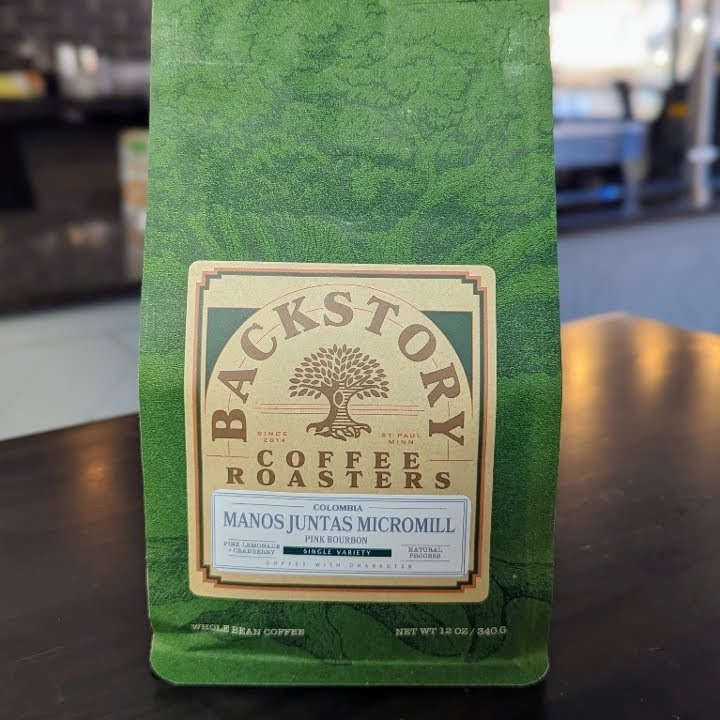 BACKSTORY
SINCE
2014
ST PAUL
MINN
COFFEE
ROASTERS
COLOMBIA
MANOS JUNTAS MICROMILL
PINK BOURBON
PINK LEMONADE
+ CRANBERRY
SINGLE VARIETY
NATURAL
PROCESS
COFFEE WITH CHARACTER
WHOLE BEAN COFFEE
NET WT 12 OZ / 340 G